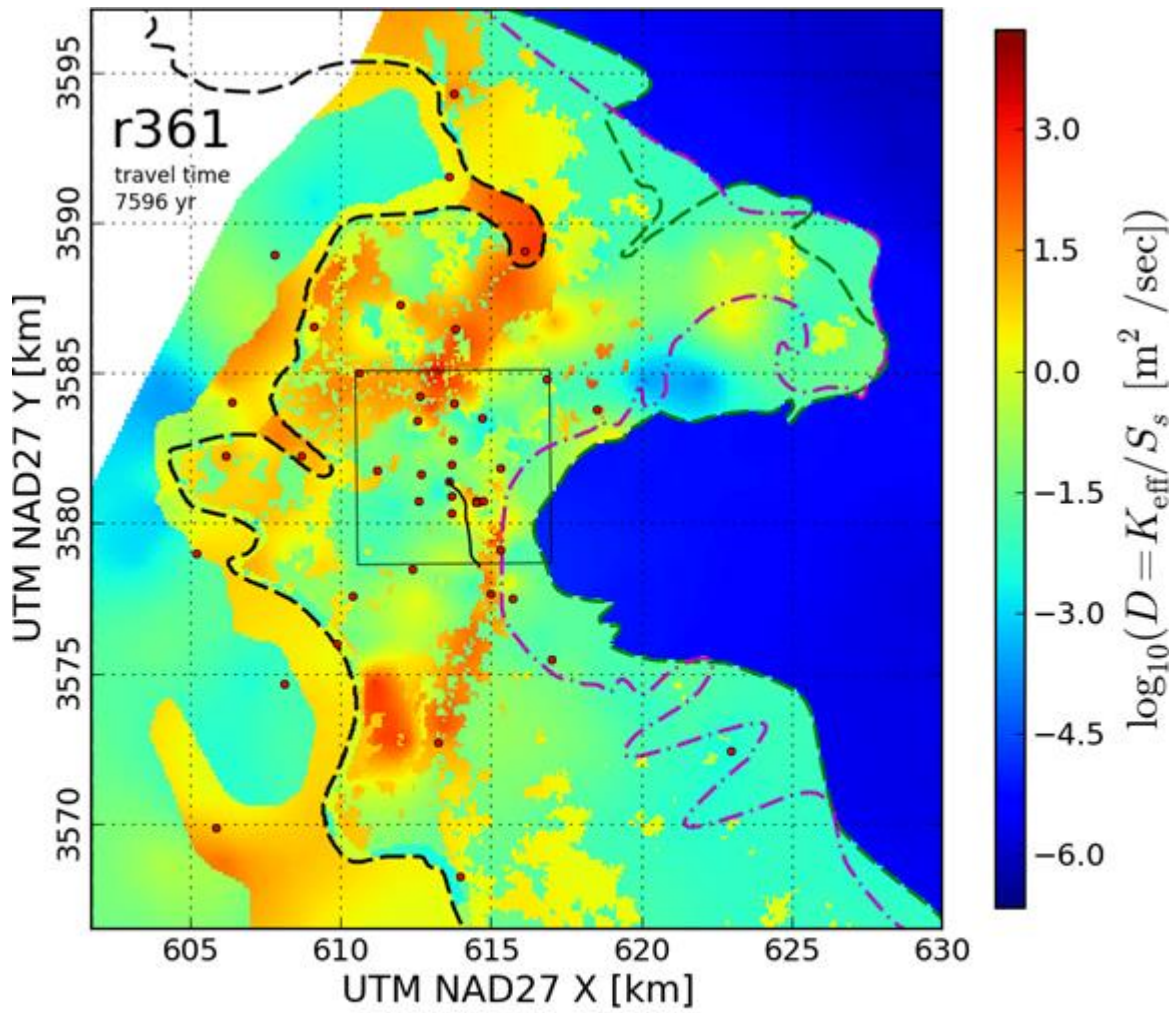 r361
travel time
7596 yr
3595
3590
3585
3580
3575
3570
UTM NAD27 Y [km]
605 610 615 620 625 630
UTM NAD27 X [km]
3.0
1.5
0.0
−1.5
−3.0
−4.5
−6.0
log₁₀(D = K_eff/S_s [m² /sec])